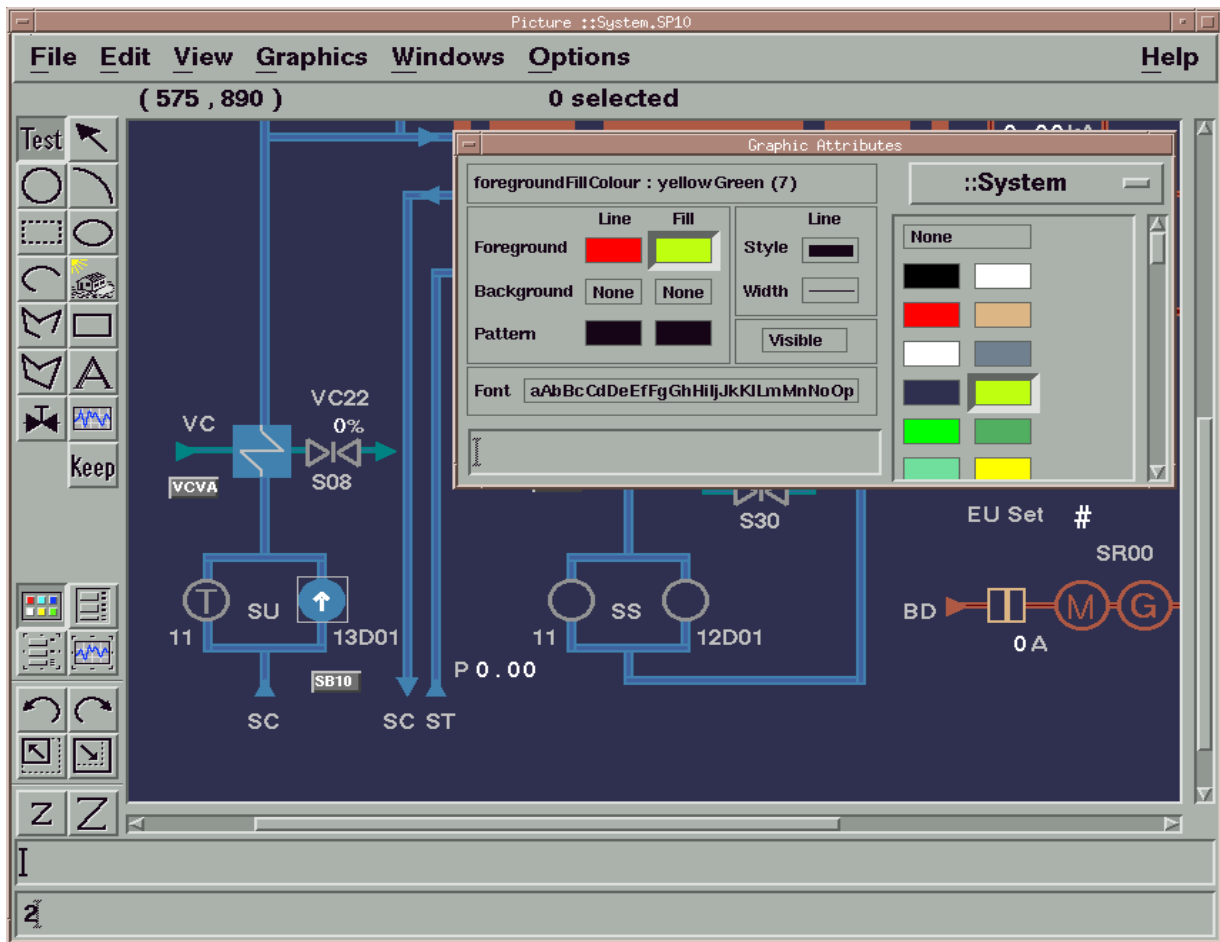 Picture ::System.SP10
File Edit View Graphics Windows Options Help
( 575 , 890 ) 0 selected
Test
Graphic Attributes
foregroundFillColour : yellowGreen (7)
::System
Line Fill Line
None
Foreground Style
Background None None Width
Pattern Visible
Font aAbBcCdDeEfFgGhHiIjJkKlLmMnNoOp
VC22
VC 0%
Keep
VCVA S08
S30
EU Set #
SR00
T SU SS BD M G
11 13D01 11 12D01 0 A
SB10 P 0.00
SC SC ST
A
Z Z
2